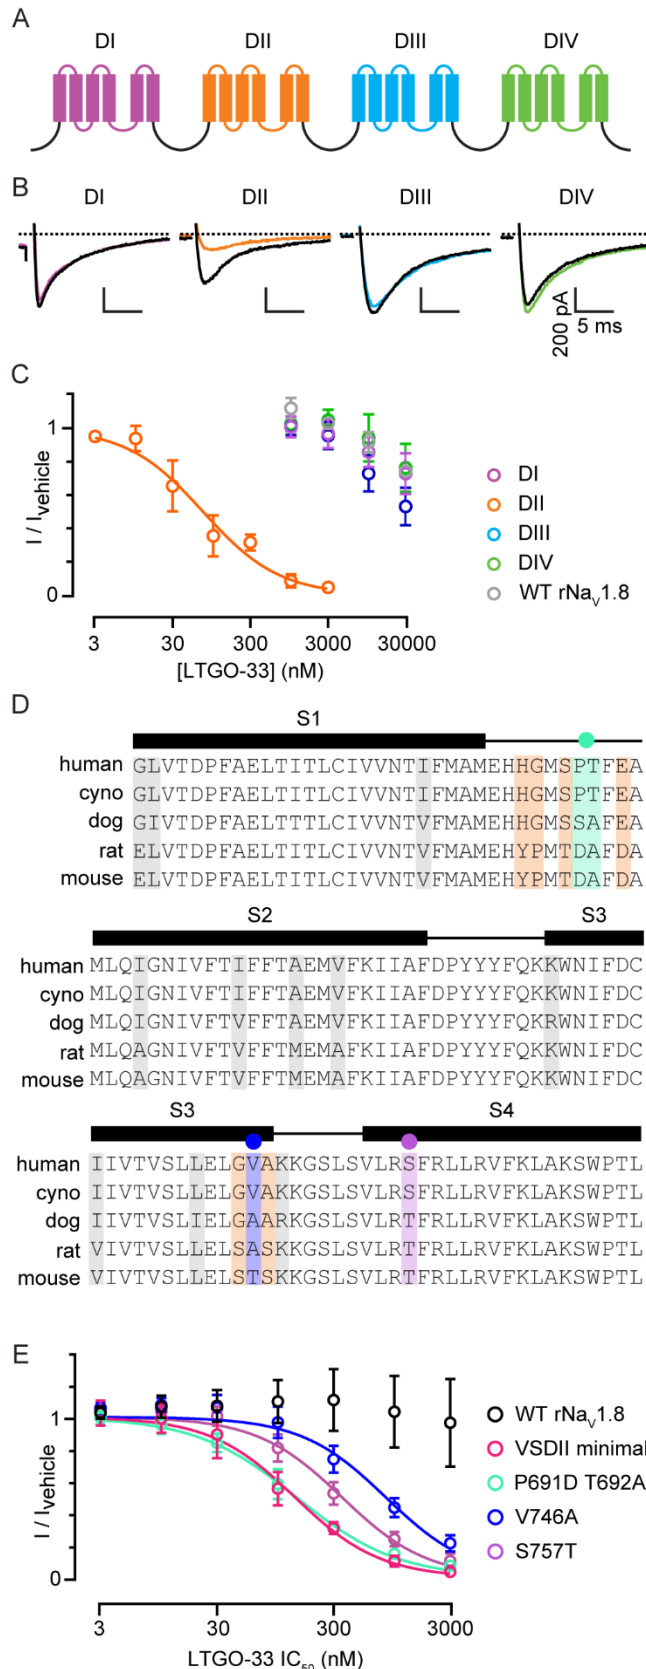 A
DI DII DIII DIV
B
DI DII DIII DIV
200 pA
5 ms
C
I / Ivehicle
1
0
3 30 300 3000 30000
[LTGO-33] (nM)
DI
DII
DIII
DIV
WT rNaV1.8
D
S1
human GLVTDPFAELTITLCIVVNTIFMAMEHHGMSPTFEA
cyno GLVTDPFAELTITLCIVVNTIFMAMEHHGMSPTFEA
dog GIVTDPFAELTTTLCIVVNTVFMAMEHHGMSSAFEA
rat ELVTDPFAELTITLCIVVNTVFMAMEHYPMTDAFDA
mouse ELVTDPFAELTITLCIVVNTVFMAMEHYPMTDAFDA
S2 S3
human MLQIGNIVFTIFFTAEMVFKIIAFDPYYYFQKKWNIFDC
cyno MLQIGNIVFTIFFTAEMVFKIIAFDPYYYFQKKWNIFDC
dog MLQIGNIVFTVFFTAEMVFKIIAFDPYYYFQKRWNIFDC
rat MLQAGNIVFTVFFTMEMAFKIIAFDPYYYFQKKWNIFDC
mouse MLQAGNIVFTVFFTMEMAFKIIAFDPYYYFQKKWNIFDC
S3 S4
human IIVTVSLLELGVAKKGSLSVLRSFRLLRVFKLAKSWPTL
cyno IIVTVSLLELGVAKKGSLSVLRSFRLLRVFKLAKSWPTL
dog IIVTVSLIELGAARKGSLSVLRTFRLLRVFKLAKSWPTL
rat VIVTVSLLELSASKKGSLSVLRTFRLLRVFKLAKSWPTL
mouse VIVTVSLLELSTSKKGSLSVLRTFRLLRVFKLAKSWPTL
E
I / Ivehicle
1
0
3 30 300 3000
LTGO-33 IC50 (nM)
WT rNaV1.8
VSDII minimal
P691D T692A
V746A
S757T